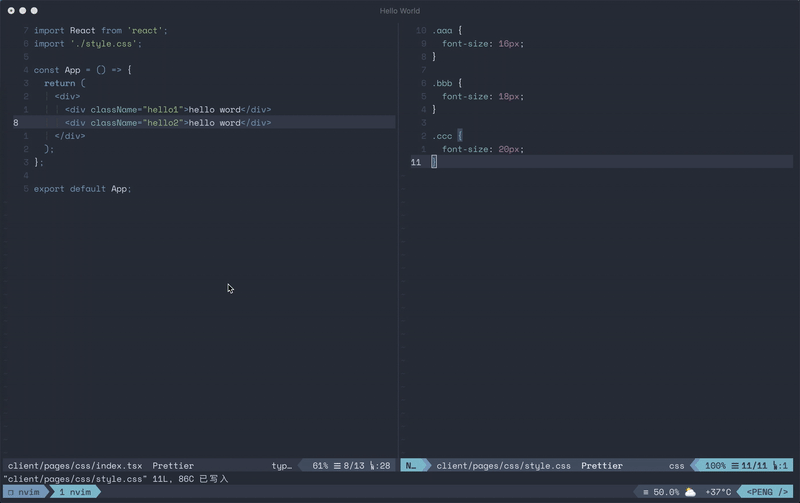 Hello World
7 import React from 'react';
6 import './style.css';
5
4 const App = () => {
3 return (
2 <div>
1 <div className="hello1">hello word</div>
8 <div className="hello2">hello word</div>
1 </div>
2 );
3 };
4
5 export default App;
10 .aaa {
9 font-size: 16px;
8 }
7
6 .bbb {
5 font-size: 18px;
4 }
3
2 .ccc {
1 font-size: 20px;
11 }
client/pages/css/index.tsx Prettier typ… 61% ☰ 8/13 :28
N… client/pages/css/style.css Prettier css 100% ☰ 11/11 :1
"client/pages/css/style.css" 11L, 86C 已写入
❐ nvim 1 nvim
≡ 50.0% ⛅ +37°C <PENG />